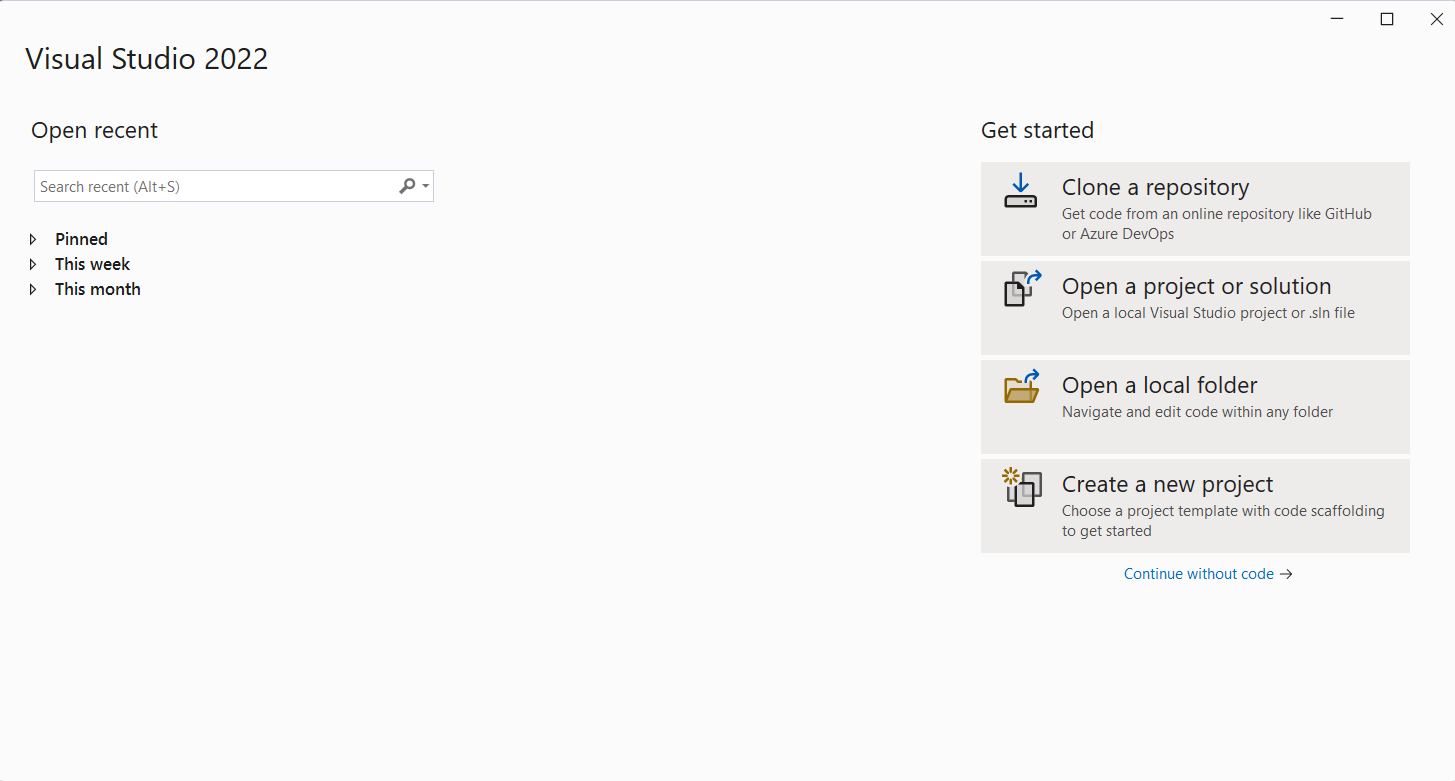 Visual Studio 2022
Open recent
Search recent (Alt+S)
Pinned
This week
This month
Get started
Clone a repository
Get code from an online repository like GitHub
or Azure DevOps
Open a project or solution
Open a local Visual Studio project or .sln file
Open a local folder
Navigate and edit code within any folder
Create a new project
Choose a project template with code scaffolding
to get started
Continue without code →